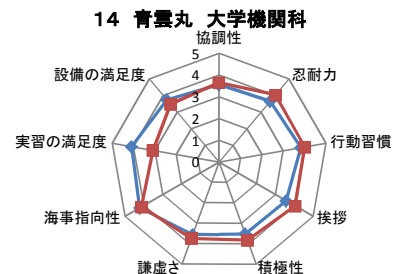 14 青雲丸 大学機関科
協調性
忍耐力
行動習慣
挨拶
積極性
謙虚さ
海事指向性
実習の満足度
設備の満足度
5
4
3
2
1
0